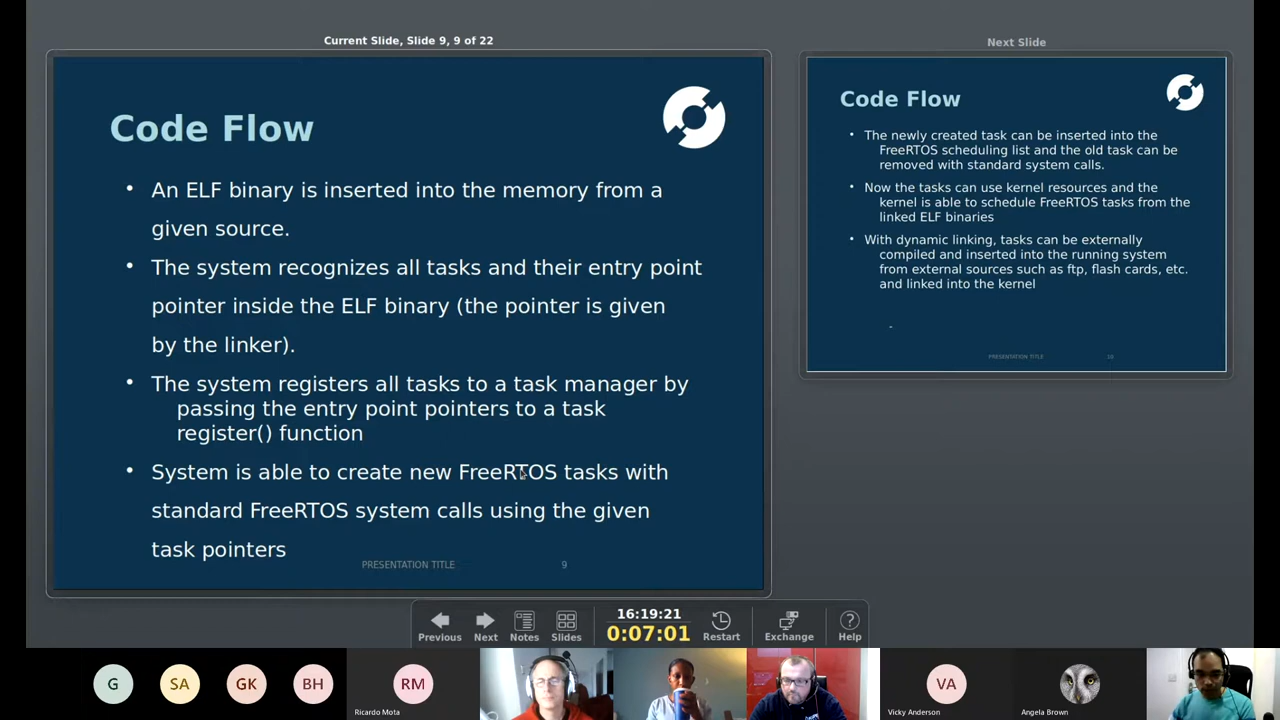 Current Slide, Slide 9, 9 of 22
Code Flow
• An ELF binary is inserted into the memory from a
given source.
• The system recognizes all tasks and their entry point
pointer inside the ELF binary (the pointer is given
by the linker).
• The system registers all tasks to a task manager by
passing the entry point pointers to a task
register() function
• System is able to create new FreeRTOS tasks with
standard FreeRTOS system calls using the given
task pointers
PRESENTATION TITLE 9
Next Slide
Code Flow
• The newly created task can be inserted into the
FreeRTOS scheduling list and the old task can be
removed with standard system calls.
• Now the tasks can use kernel resources and the
kernel is able to schedule FreeRTOS tasks from the
linked ELF binaries
• With dynamic linking, tasks can be externally
compiled and inserted into the running system
from external sources such as ftp, flash cards, etc.
and linked into the kernel
-
PRESENTATION TITLE 10
Previous
Next
Notes
Slides
16:19:21
0:07:01
Restart
Exchange
? Help
G
SA
GK
BH
RM
Ricardo Mota
VA
Vicky Anderson
Angela Brown